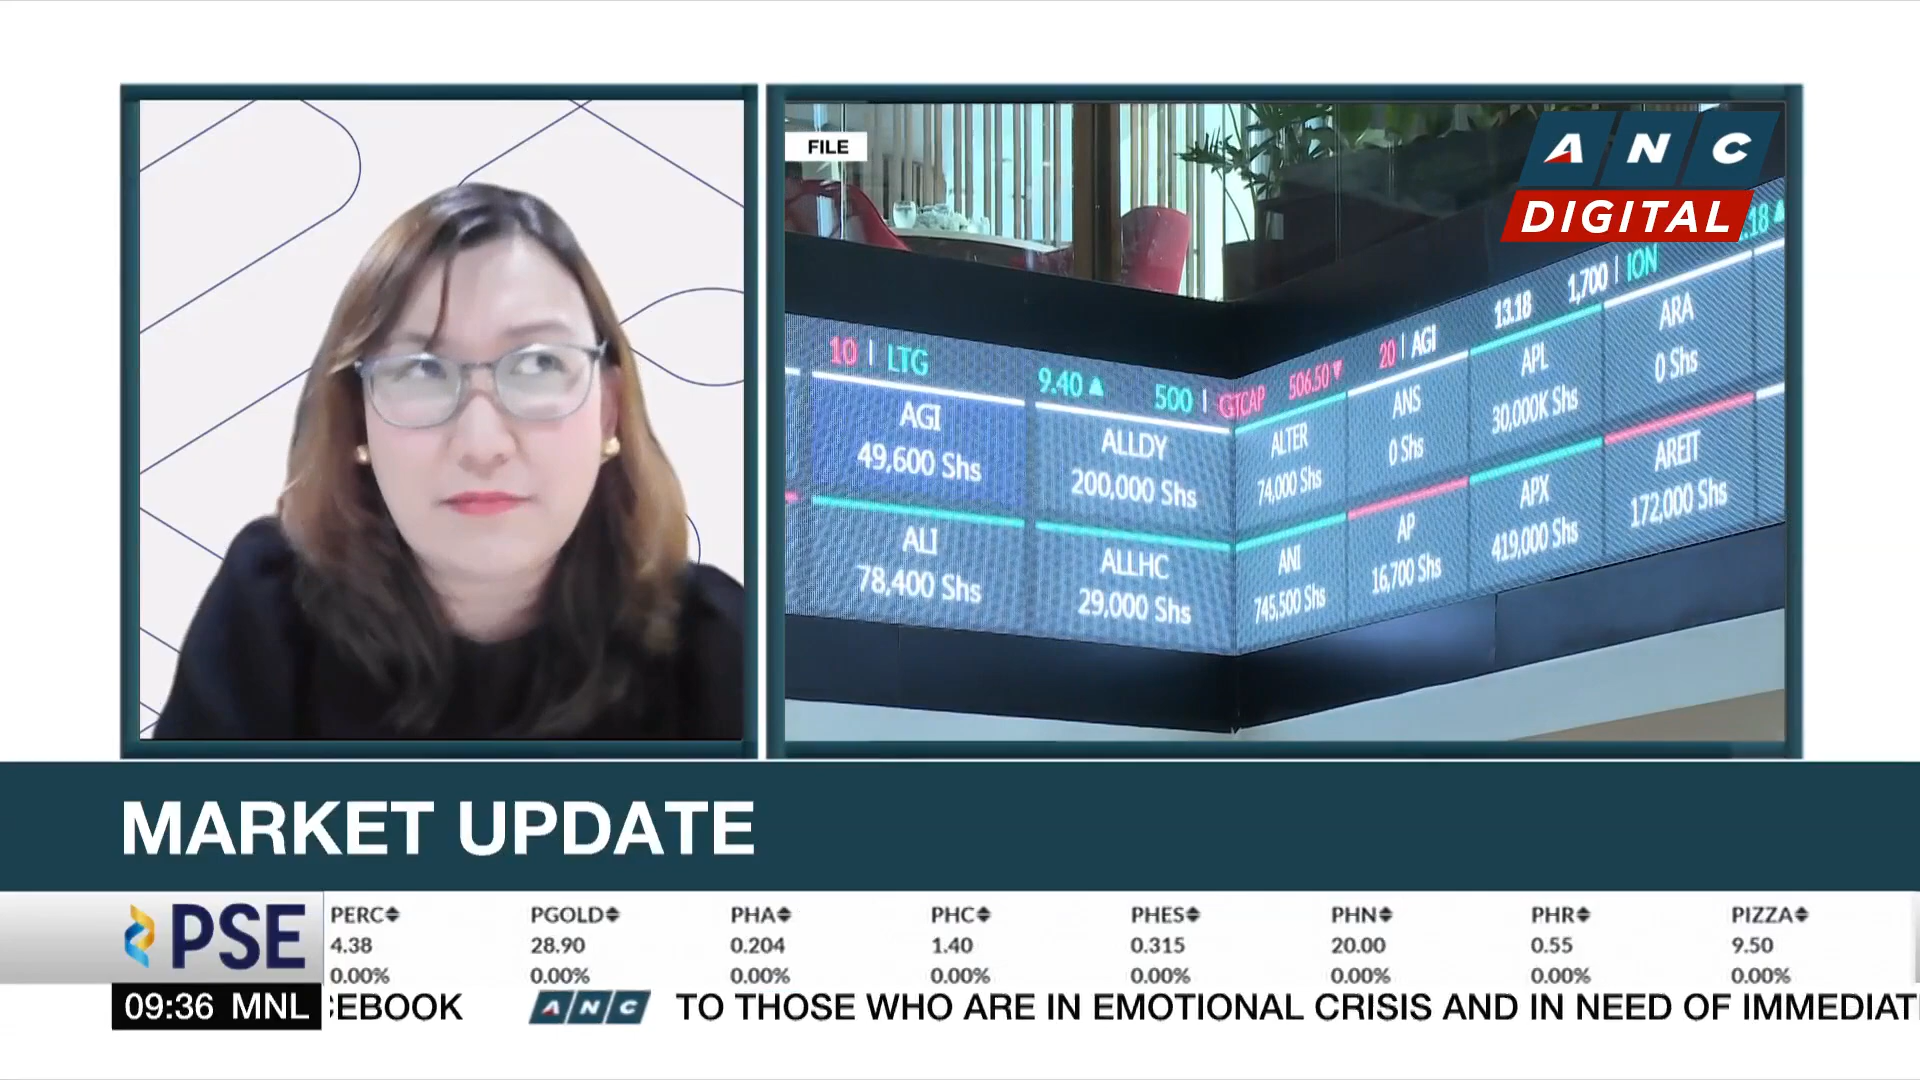 FILE
ANC
DIGITAL
10 | LTG 9.40 ▲ 500 | GTCAP 506.50 ▼ 20 | AGI 13.18 1,700 | ION .18 ▲
AGI
49,600 Shs
ALLDY
200,000 Shs
ALTER
74,000 Shs
ANS
0 Shs
APL
30,000K Shs
ARA
0 Shs
ALI
78,400 Shs
ALLHC
29,000 Shs
ANI
745,500 Shs
AP
16,700 Shs
APX
419,000 Shs
AREIT
172,000 Shs
MARKET UPDATE
PSE
PERC PGOLD PHA PHC PHES PHN PHR PIZZA
4.38 28.90 0.204 1.40 0.315 20.00 0.55 9.50
0.00% 0.00% 0.00% 0.00% 0.00% 0.00% 0.00% 0.00%
09:36 MNL CEBOOK ANC TO THOSE WHO ARE IN EMOTIONAL CRISIS AND IN NEED OF IMMEDIAT